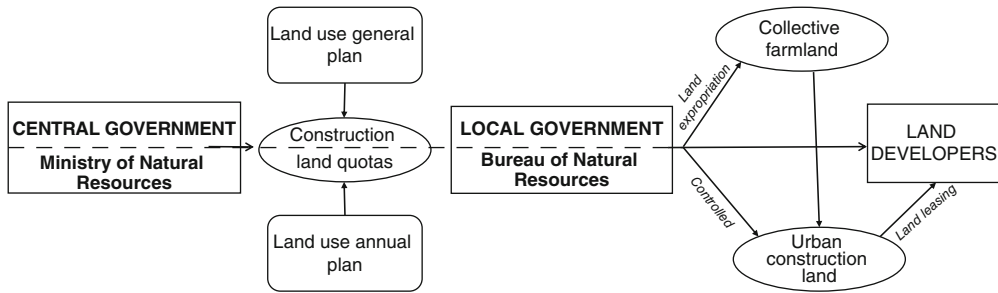 Land use general
plan
CENTRAL GOVERNMENT
Ministry of Natural
Resources
Construction
land quotas
Land use annual
plan
LOCAL GOVERNMENT
Bureau of Natural
Resources
Land
expropriation
Controlled
Collective
farmland
Urban
construction
land
Land leasing
LAND
DEVELOPERS